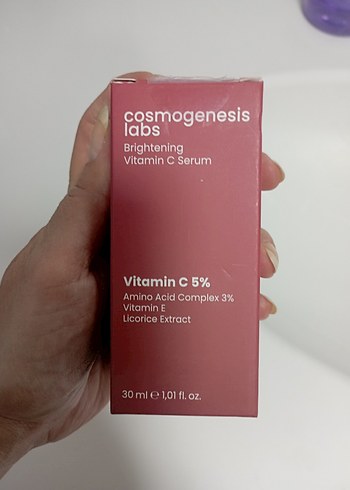 cosmogenesis
labs
Brightening
Vitamin C Serum
Vitamin C 5%
Amino Acid Complex 3%
Vitamin E
Licorice Extract
30 ml ℮ 1,01 fl. oz.